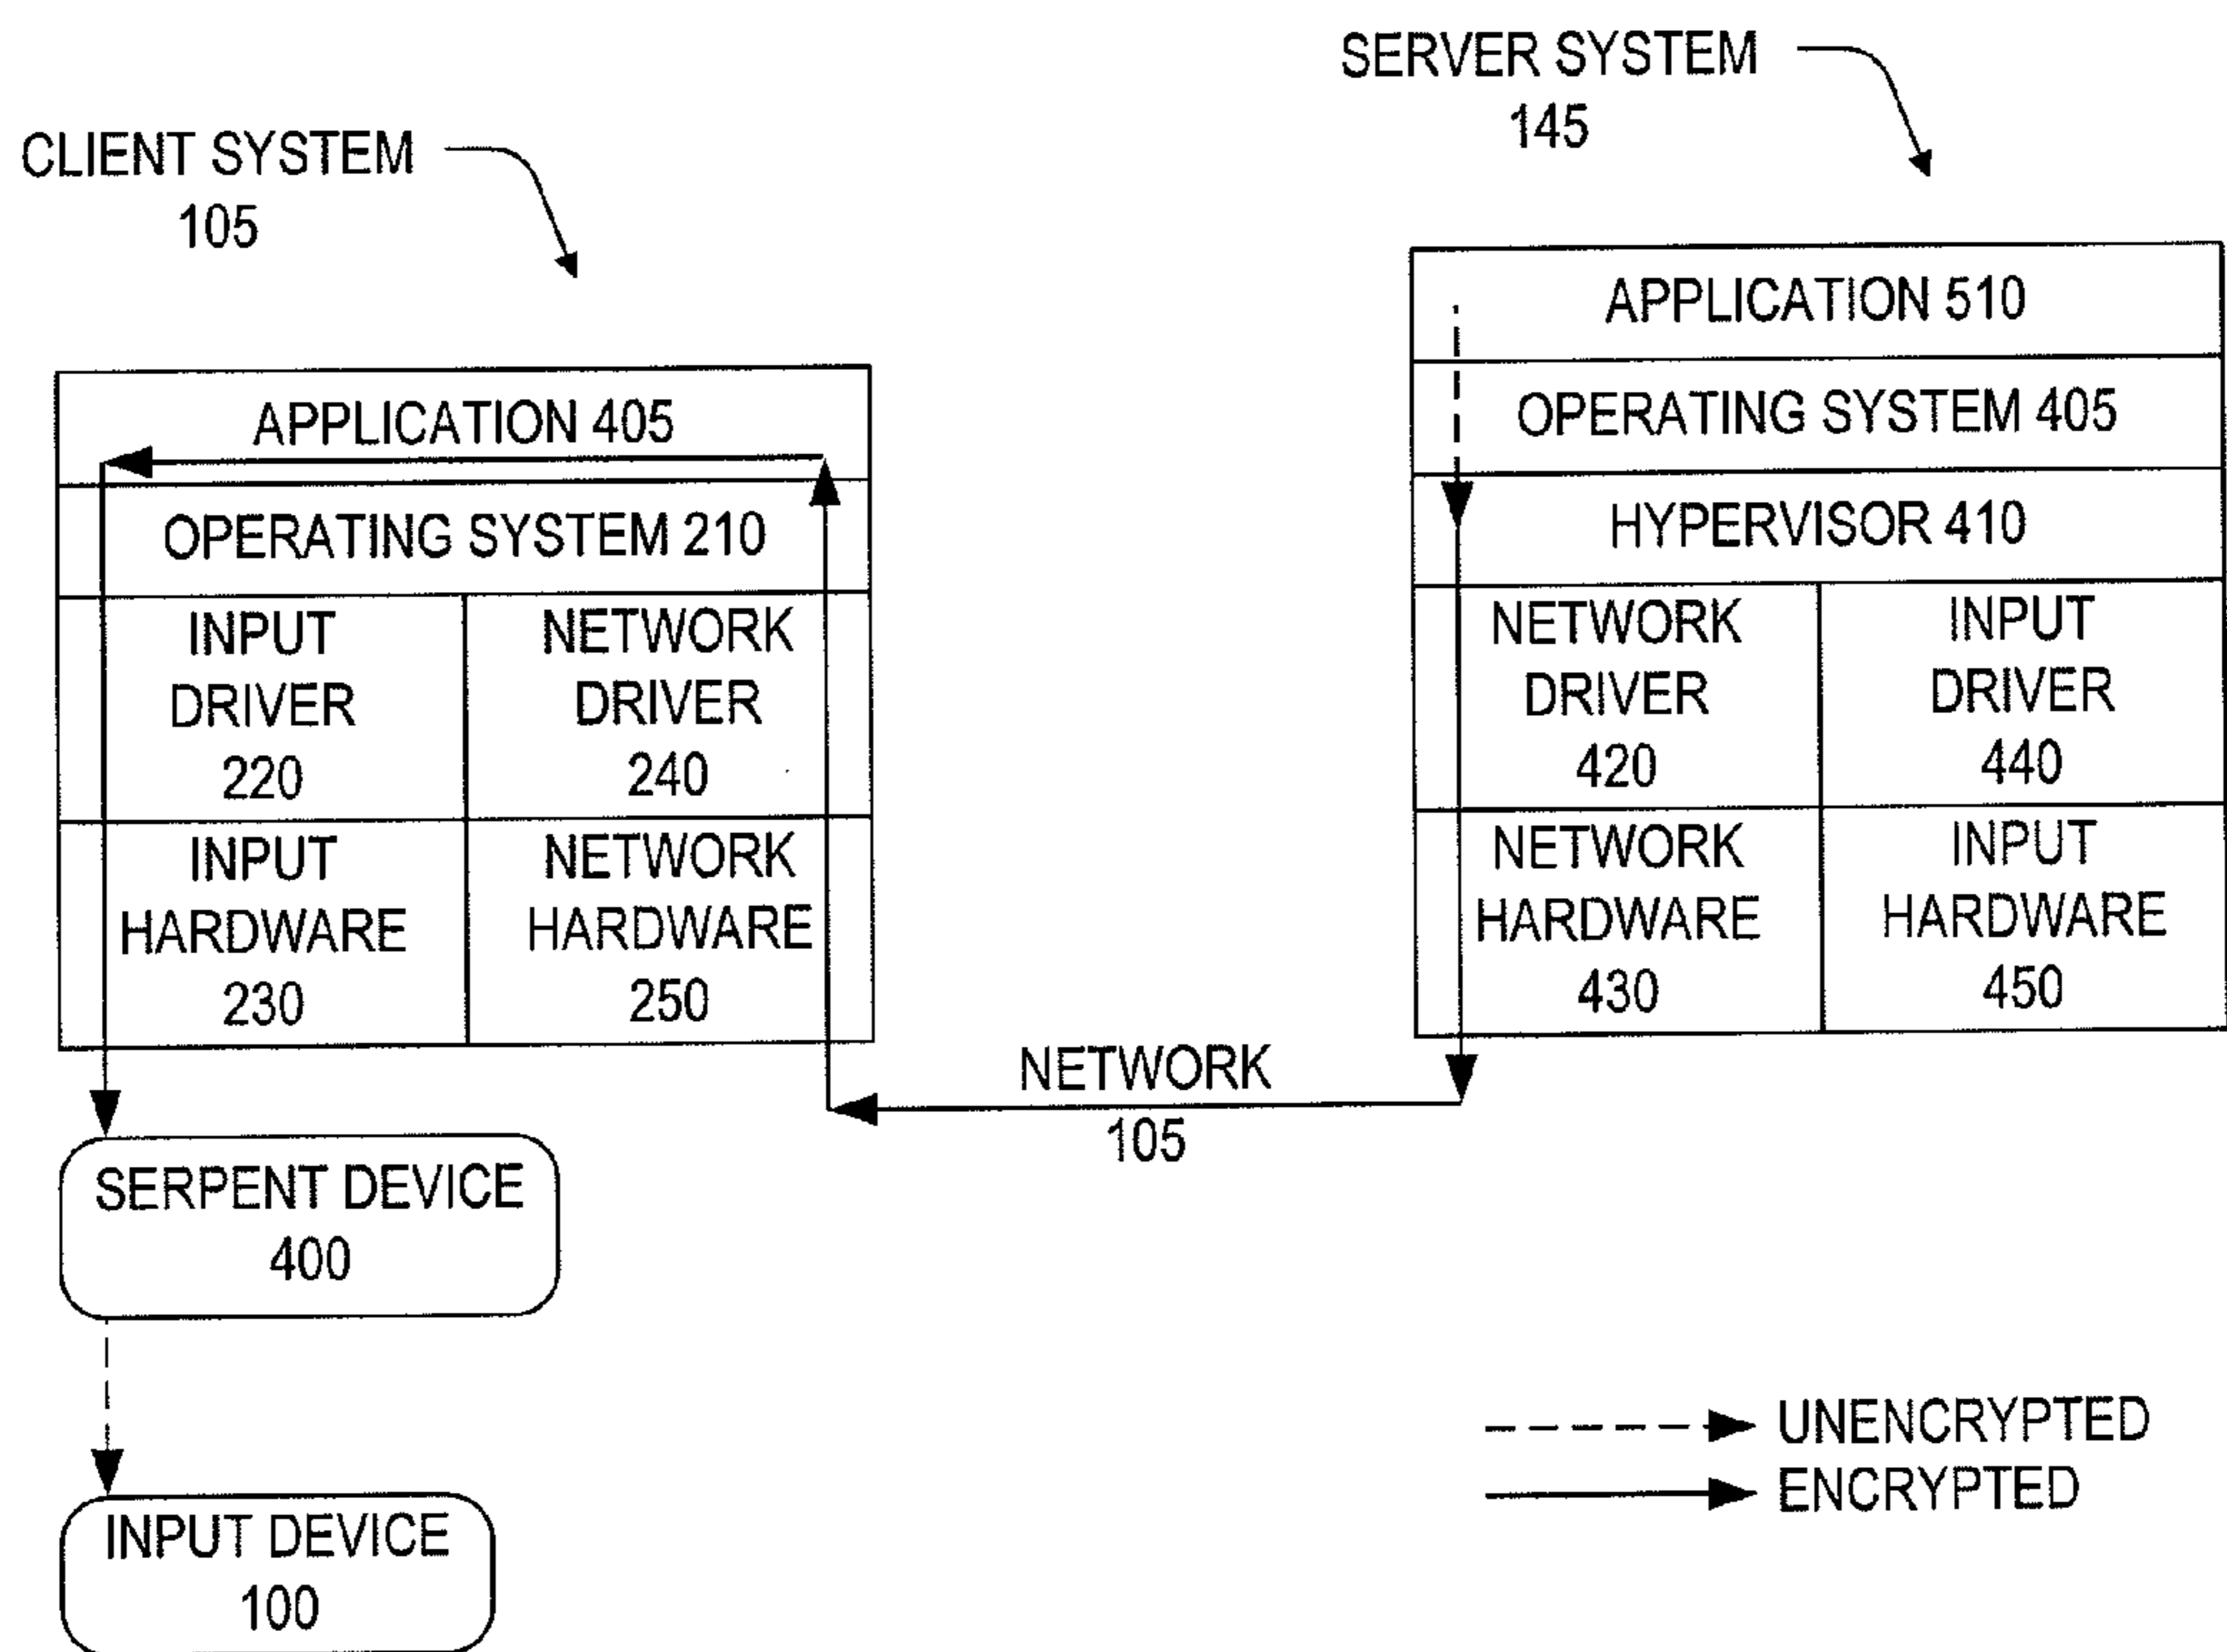 SERVER SYSTEM
145
CLIENT SYSTEM
105
APPLICATION 405
OPERATING SYSTEM 210
INPUT
DRIVER
220
NETWORK
DRIVER
240
INPUT
HARDWARE
230
NETWORK
HARDWARE
250
APPLICATION 510
OPERATING SYSTEM 405
HYPERVISOR 410
NETWORK
DRIVER
420
INPUT
DRIVER
440
NETWORK
HARDWARE
430
INPUT
HARDWARE
450
NETWORK
105
SERPENT DEVICE
400
INPUT DEVICE
100
UNENCRYPTED
ENCRYPTED